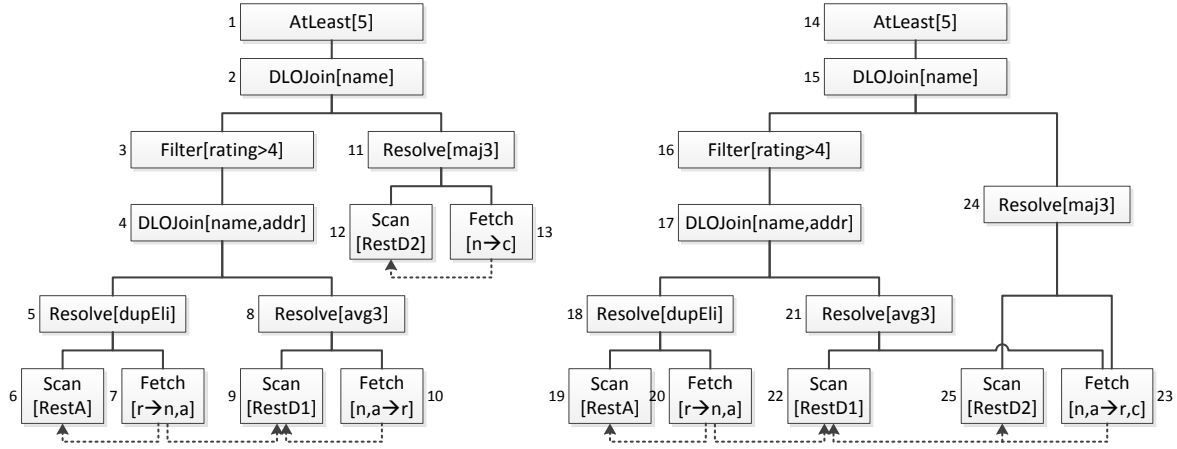 1 AtLeast[5]
2 DLOJoin[name]
3 Filter[rating>4]
11 Resolve[maj3]
4 DLOJoin[name,addr]
12 Scan
[RestD2]
Fetch
[n→c] 13
5 Resolve[dupEli]
8 Resolve[avg3]
6 Scan
[RestA]
7 Fetch
[r→n,a]
9 Scan
[RestD1]
Fetch
[n,a→r] 10
14 AtLeast[5]
15 DLOJoin[name]
16 Filter[rating>4]
24 Resolve[maj3]
17 DLOJoin[name,addr]
18 Resolve[dupEli]
21 Resolve[avg3]
19 Scan
[RestA]
20 Fetch
[r→n,a]
22 Scan
[RestD1]
25 Scan
[RestD2]
Fetch
[n,a→r,c] 23